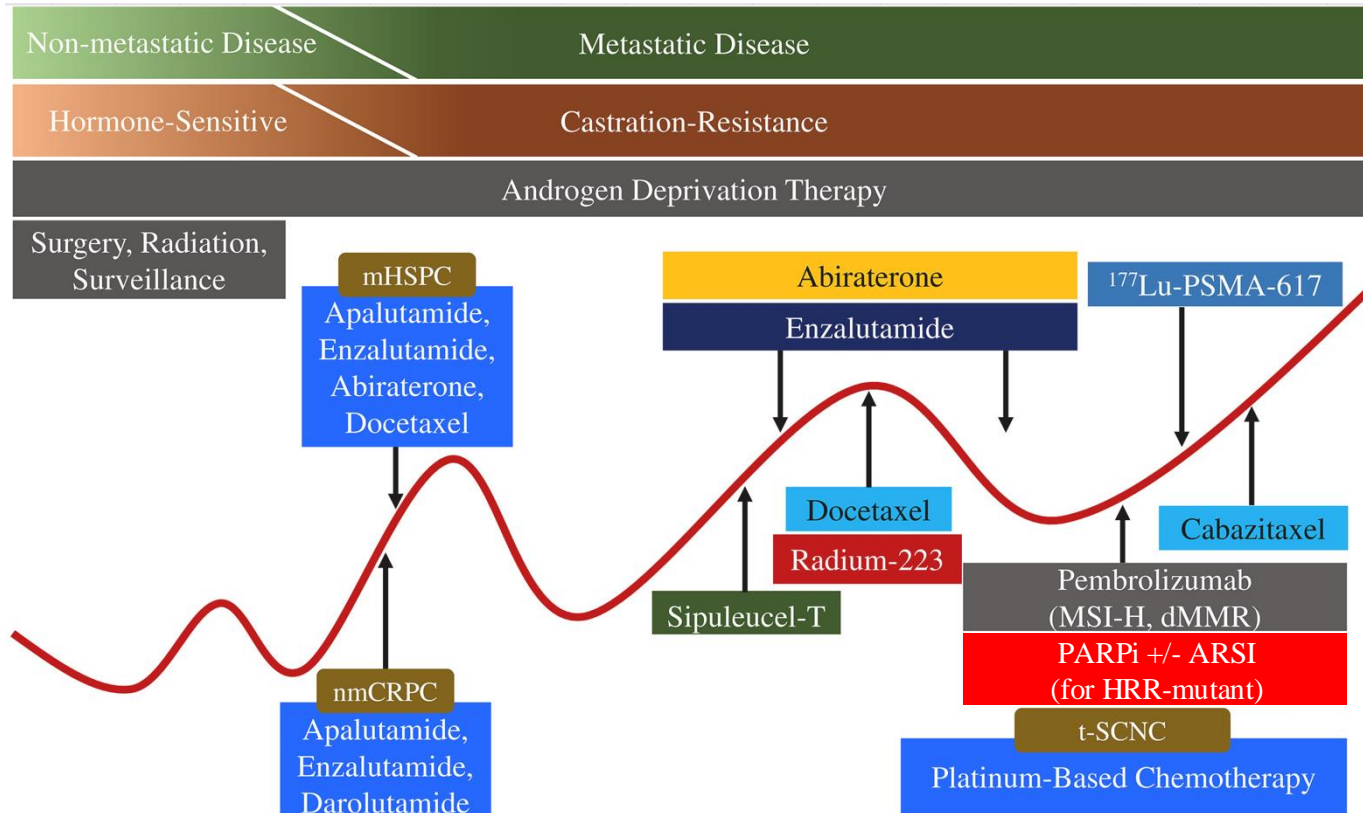 Non-metastatic Disease
Metastatic Disease
Hormone-Sensitive
Castration-Resistance
Androgen Deprivation Therapy
Surgery, Radiation,
Surveillance
mHSPC
Apalutamide,
Enzalutamide,
Abiraterone,
Docetaxel
Abiraterone
Enzalutamide
¹⁷⁷Lu-PSMA-617
Docetaxel
Radium-223
Sipuleucel-T
Cabazitaxel
Pembrolizumab
(MSI-H, dMMR)
PARPi +/- ARSI
(for HRR-mutant)
nmCRPC
Apalutamide,
Enzalutamide,
Darolutamide
t-SCNC
Platinum-Based Chemotherapy